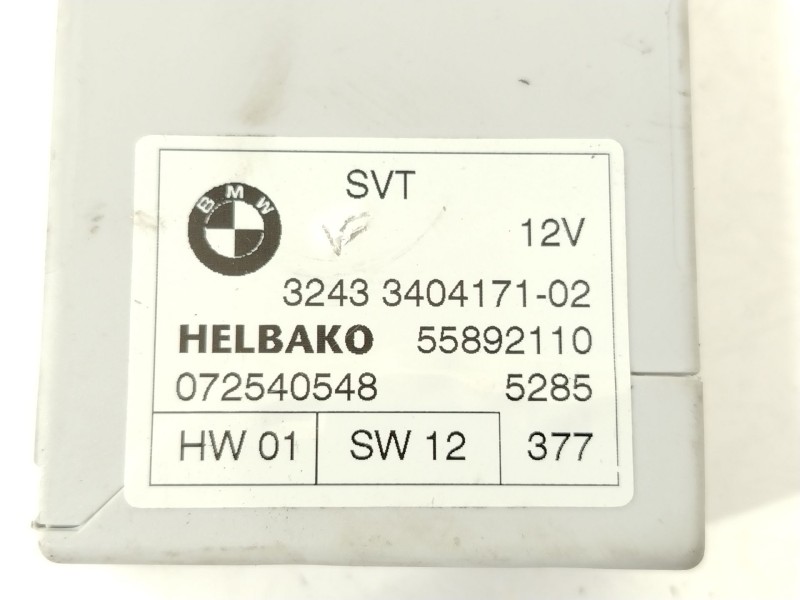 SVT
BMW
12V
3243 3404171-02
HELBAKO 55892110
072540548 5285
HW 01 SW 12 377